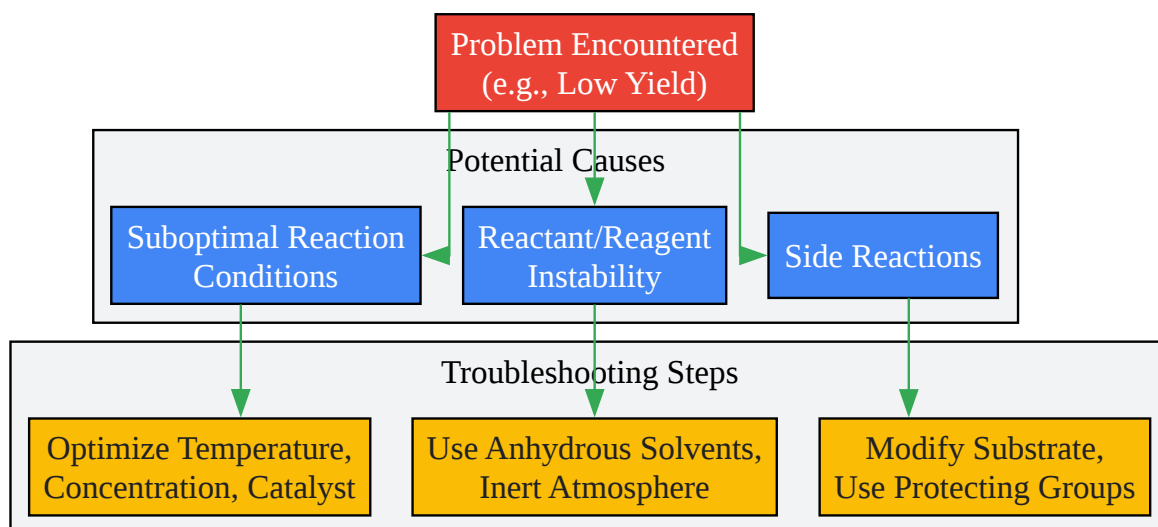 Problem Encountered
(e.g., Low Yield)
Potential Causes
Suboptimal Reaction
Conditions
Reactant/Reagent
Instability
Side Reactions
Troubleshooting Steps
Optimize Temperature,
Concentration, Catalyst
Use Anhydrous Solvents,
Inert Atmosphere
Modify Substrate,
Use Protecting Groups